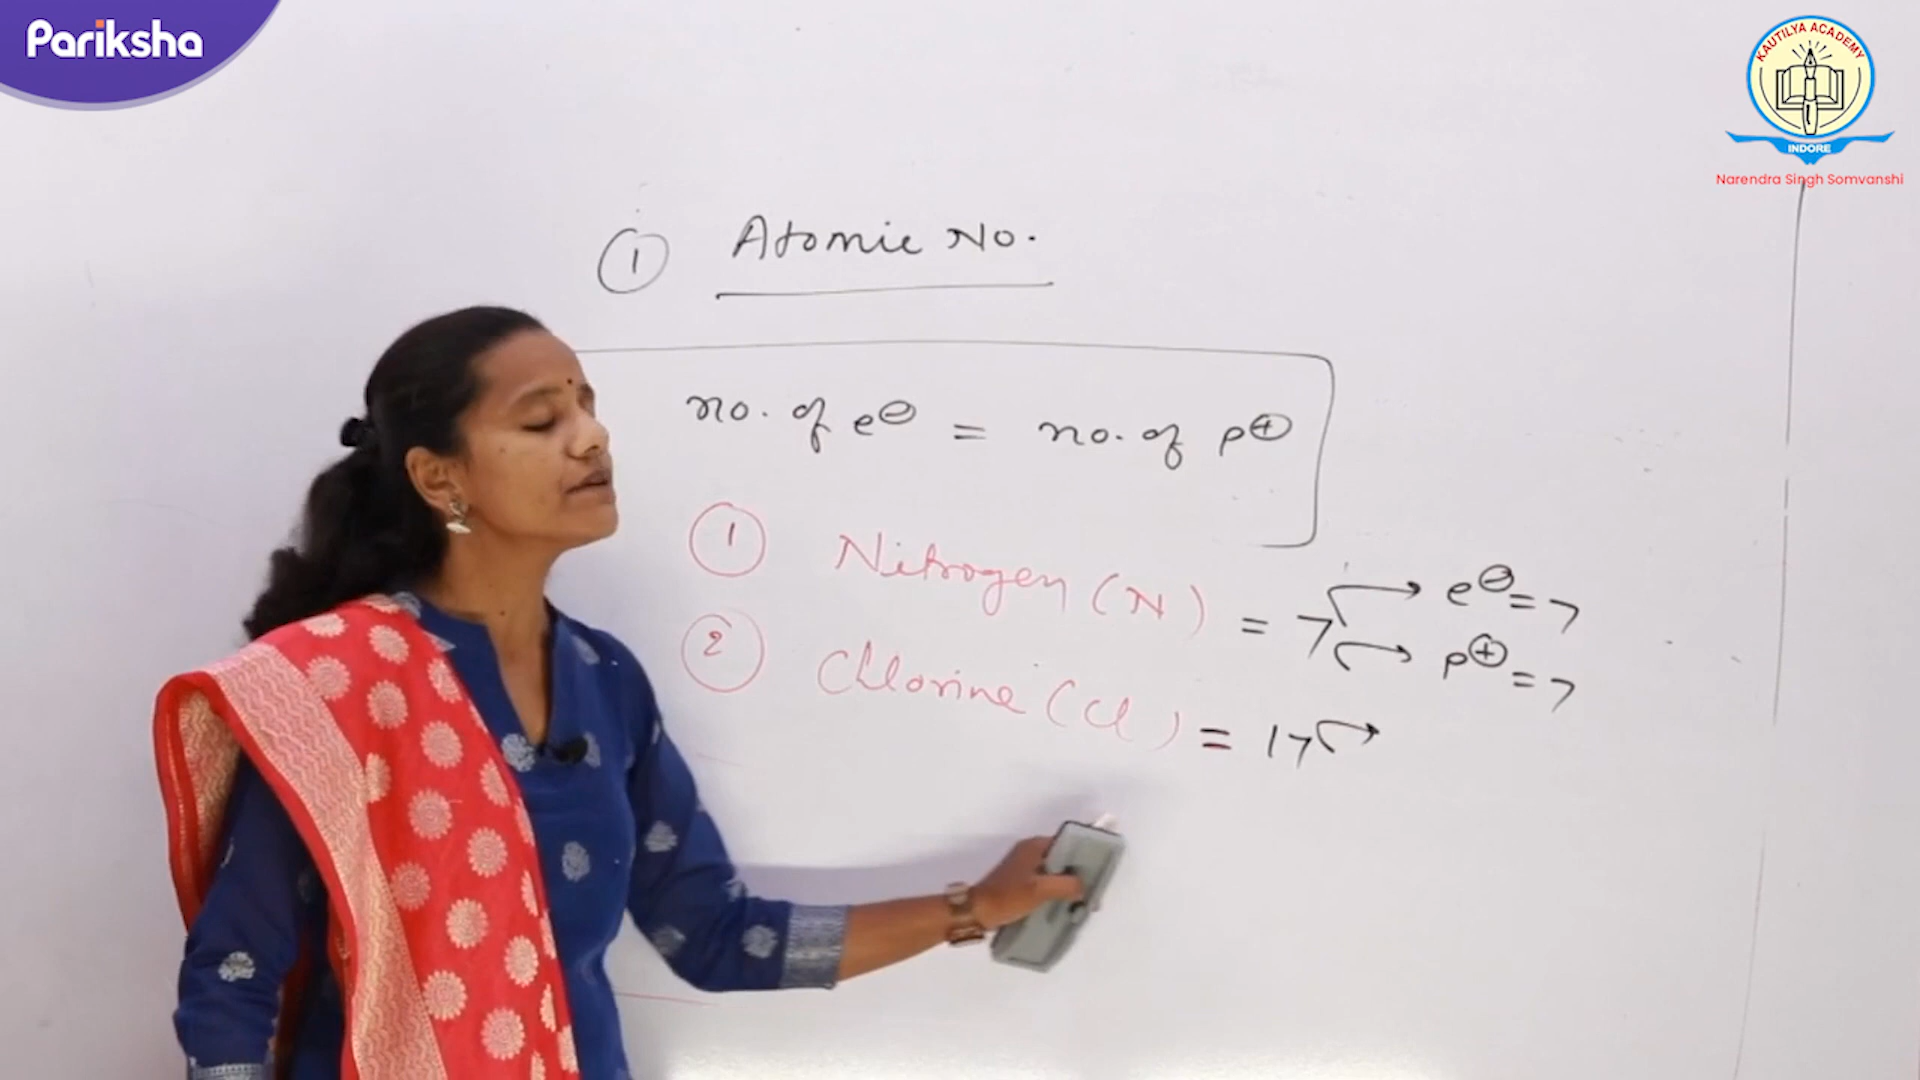 Pariksha
KAUTILYA ACADEMY
INDORE
Narendra Singh Somvanshi
① Atomic No.
no. of e⊖ = no. of p⊕
① Nitrogen (N) = 7 → e⊖ = 7
→ p⊕ = 7
② Chlorine (Cl) = 17 →